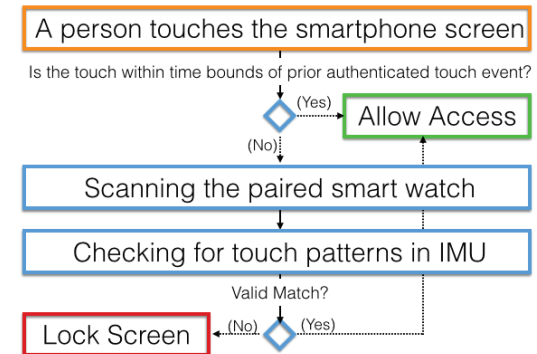 A person touches the smartphone screen
Is the touch within time bounds of prior authenticated touch event?
(Yes)
Allow Access
(No)
Scanning the paired smart watch
Checking for touch patterns in IMU
Valid Match?
Lock Screen
(No)
(Yes)